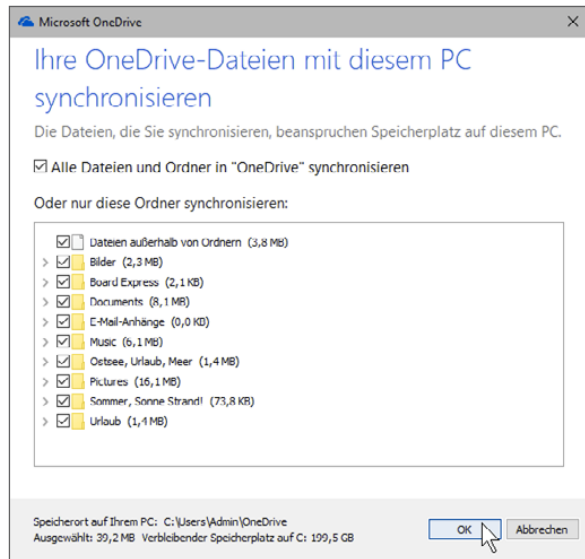 Microsoft OneDrive
Ihre OneDrive-Dateien mit diesem PC
synchronisieren
Die Dateien, die Sie synchronisieren, beanspruchen Speicherplatz auf diesem PC.
Alle Dateien und Ordner in "OneDrive" synchronisieren
Oder nur diese Ordner synchronisieren:
Dateien außerhalb von Ordnern (3,8 MB)
Bilder (2,3 MB)
Board Express (2,1 KB)
Documents (8,1 MB)
E-Mail-Anhänge (0,0 KB)
Music (6,1 MB)
Ostsee, Urlaub, Meer (1,4 MB)
Pictures (16,1 MB)
Sommer, Sonne Strand! (73,8 KB)
Urlaub (1,4 MB)
Speicherort auf Ihrem PC: C:\Users\Admin\OneDrive
Ausgewählt: 39,2 MB Verbleibender Speicherplatz auf C: 199,5 GB
OK Abbrechen